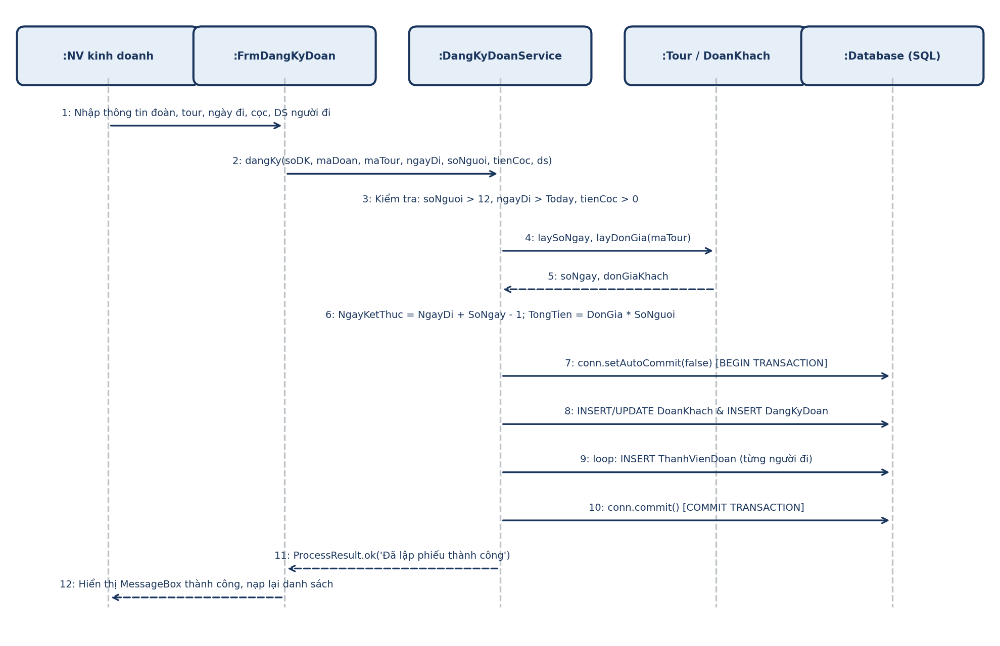 :NV kinh doanh
:FrmDangKyDoan
:DangKyDoanService
:Tour / DoanKhach
:Database (SQL)
1: Nhập thông tin đoàn, tour, ngày đi, cọc, DS người đi
2: dangKy(soDK, maDoan, maTour, ngayDi, soNguoi, tienCoc, ds)
3: Kiểm tra: soNguoi > 12, ngayDi > Today, tienCoc > 0
4: laySoNgay, layDonGia(maTour)
5: soNgay, donGiaKhach
6: NgayKetThuc = NgayDi + SoNgay - 1; TongTien = DonGia * SoNguoi
7: conn.setAutoCommit(false) [BEGIN TRANSACTION]
8: INSERT/UPDATE DoanKhach & INSERT DangKyDoan
9: loop: INSERT ThanhVienDoan (từng người đi)
10: conn.commit() [COMMIT TRANSACTION]
11: ProcessResult.ok('Đã lập phiếu thành công')
12: Hiển thị MessageBox thành công, nạp lại danh sách